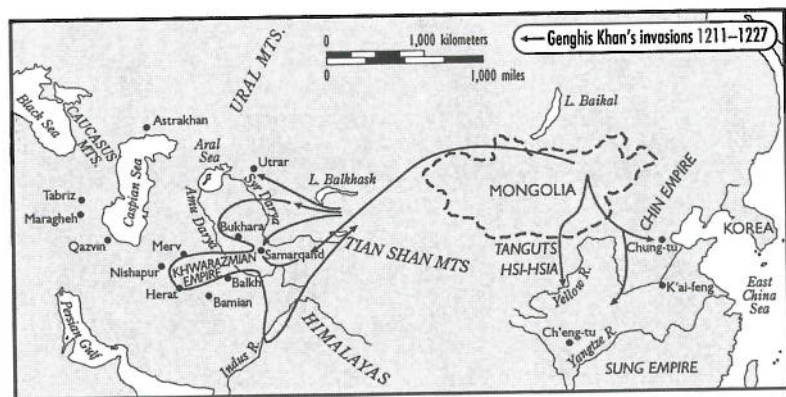 Genghis Khan's invasions 1211–1227
0 1,000 kilometers
0 1,000 miles
URAL MTS.
L. Baikal
Black Sea
CAUCASUS
MTS.
Astrakhan
Aral
Sea
Utrar
L. Balkhash
Syr Darya
Caspian Sea
Amu Darya
MONGOLIA
CHIN EMPIRE
KOREA
Tabriz
Maragheh
Qazvin
Bukhara
Merv
Samarqand
TIAN SHAN MTS
TANGUTS
HSI-HSIA
Chung-tu
Nishapur
KHWARAZMIAN
EMPIRE
Balkh
Herat
Bamian
Yellow R.
K'ai-feng
East
China
Sea
Persian Gulf
Indus R.
HIMALAYAS
Ch'eng-tu
Yangtze R.
SUNG EMPIRE